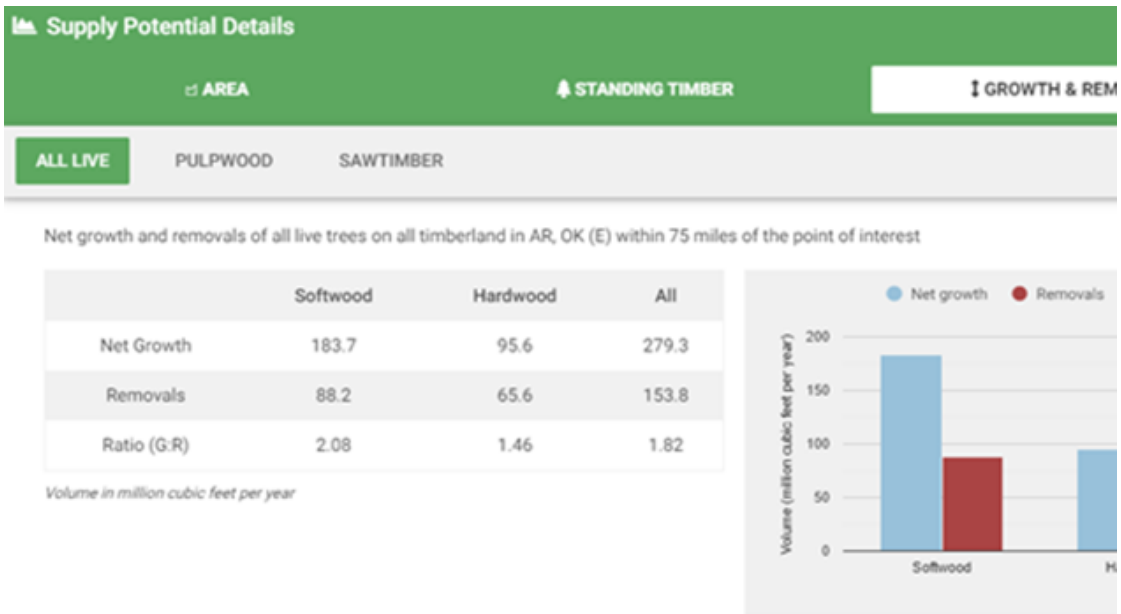 Supply Potential Details
AREA
STANDING TIMBER
GROWTH & REM
ALL LIVE
PULPWOOD
SAWTIMBER
Net growth and removals of all live trees on all timberland in AR, OK (E) within 75 miles of the point of interest
Softwood Hardwood All
Net Growth 183.7 95.6 279.3
Removals 88.2 65.6 153.8
Ratio (G:R) 2.08 1.46 1.82
Volume in million cubic feet per year
Net growth Removals
Volume (million cubic feet per year)
200
150
100
50
0
Softwood